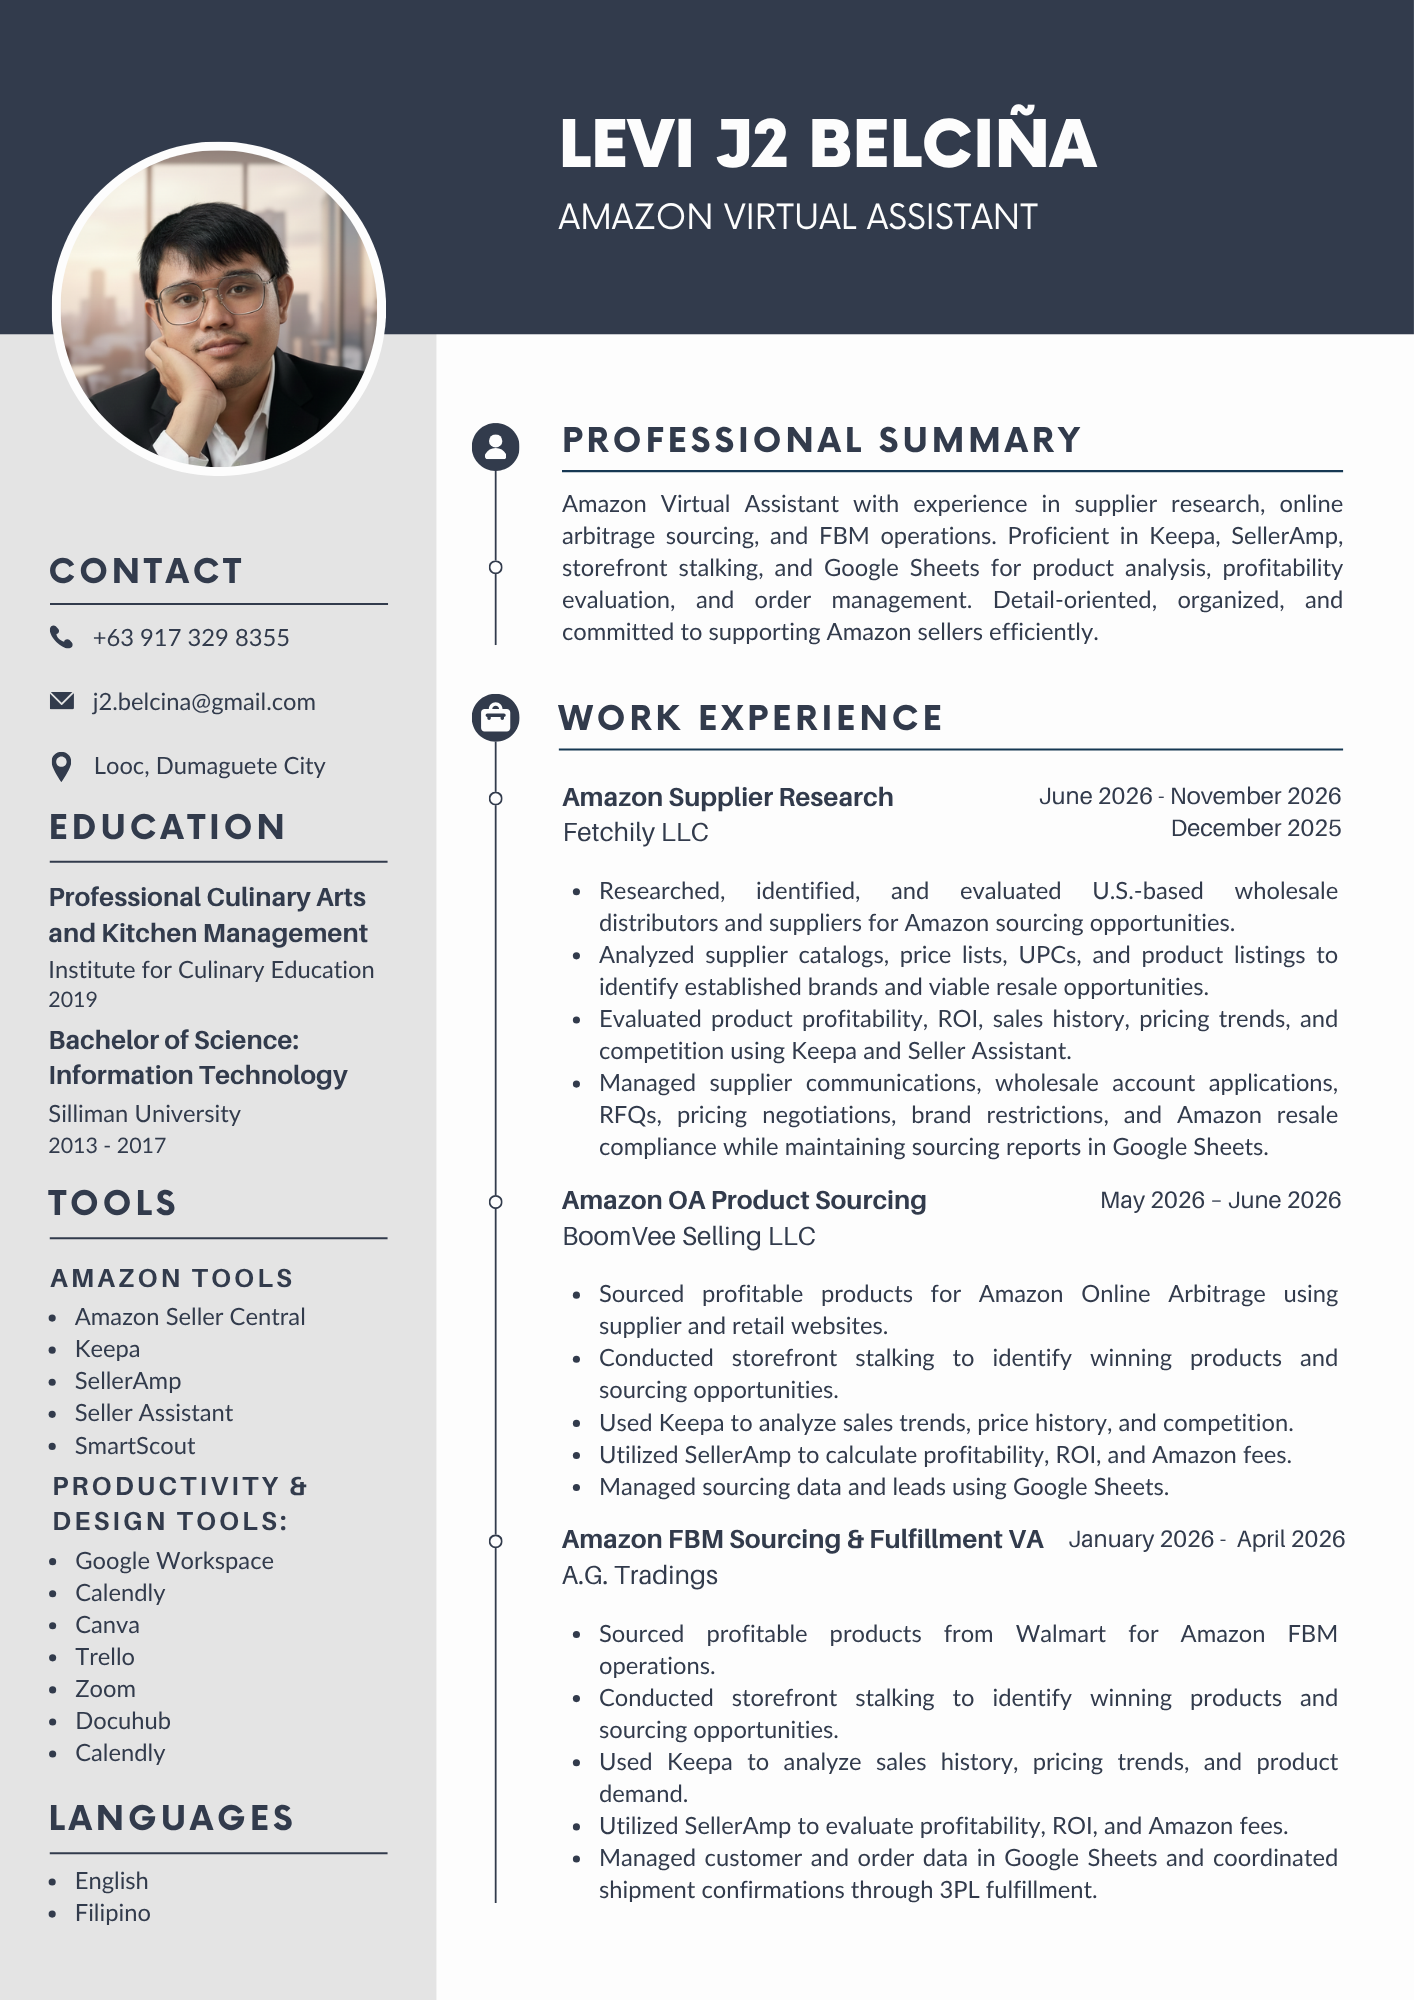 LEVI J2 BELCIÑA
AMAZON VIRTUAL ASSISTANT
CONTACT
+63 917 329 8355
j2.belcina@gmail.com
Looc, Dumaguete City
EDUCATION
Professional Culinary Arts
and Kitchen Management
Institute for Culinary Education
2019
Bachelor of Science:
Information Technology
Silliman University
2013 - 2017
TOOLS
AMAZON TOOLS
• Amazon Seller Central
• Keepa
• SellerAmp
• Seller Assistant
• SmartScout
PRODUCTIVITY &
DESIGN TOOLS:
• Google Workspace
• Calendly
• Canva
• Trello
• Zoom
• Docuhub
• Calendly
LANGUAGES
• English
• Filipino
PROFESSIONAL SUMMARY
Amazon Virtual Assistant with experience in supplier research, online
arbitrage sourcing, and FBM operations. Proficient in Keepa, SellerAmp,
storefront stalking, and Google Sheets for product analysis, profitability
evaluation, and order management. Detail-oriented, organized, and
committed to supporting Amazon sellers efficiently.
WORK EXPERIENCE
Amazon Supplier Research June 2026 - November 2026
Fetchily LLC December 2025
• Researched, identified, and evaluated U.S.-based wholesale
distributors and suppliers for Amazon sourcing opportunities.
• Analyzed supplier catalogs, price lists, UPCs, and product listings to
identify established brands and viable resale opportunities.
• Evaluated product profitability, ROI, sales history, pricing trends, and
competition using Keepa and Seller Assistant.
• Managed supplier communications, wholesale account applications,
RFQs, pricing negotiations, brand restrictions, and Amazon resale
compliance while maintaining sourcing reports in Google Sheets.
Amazon OA Product Sourcing May 2026 – June 2026
BoomVee Selling LLC
• Sourced profitable products for Amazon Online Arbitrage using
supplier and retail websites.
• Conducted storefront stalking to identify winning products and
sourcing opportunities.
• Used Keepa to analyze sales trends, price history, and competition.
• Utilized SellerAmp to calculate profitability, ROI, and Amazon fees.
• Managed sourcing data and leads using Google Sheets.
Amazon FBM Sourcing & Fulfillment VA January 2026 - April 2026
A.G. Tradings
• Sourced profitable products from Walmart for Amazon FBM
operations.
• Conducted storefront stalking to identify winning products and
sourcing opportunities.
• Used Keepa to analyze sales history, pricing trends, and product
demand.
• Utilized SellerAmp to evaluate profitability, ROI, and Amazon fees.
• Managed customer and order data in Google Sheets and coordinated
shipment confirmations through 3PL fulfillment.